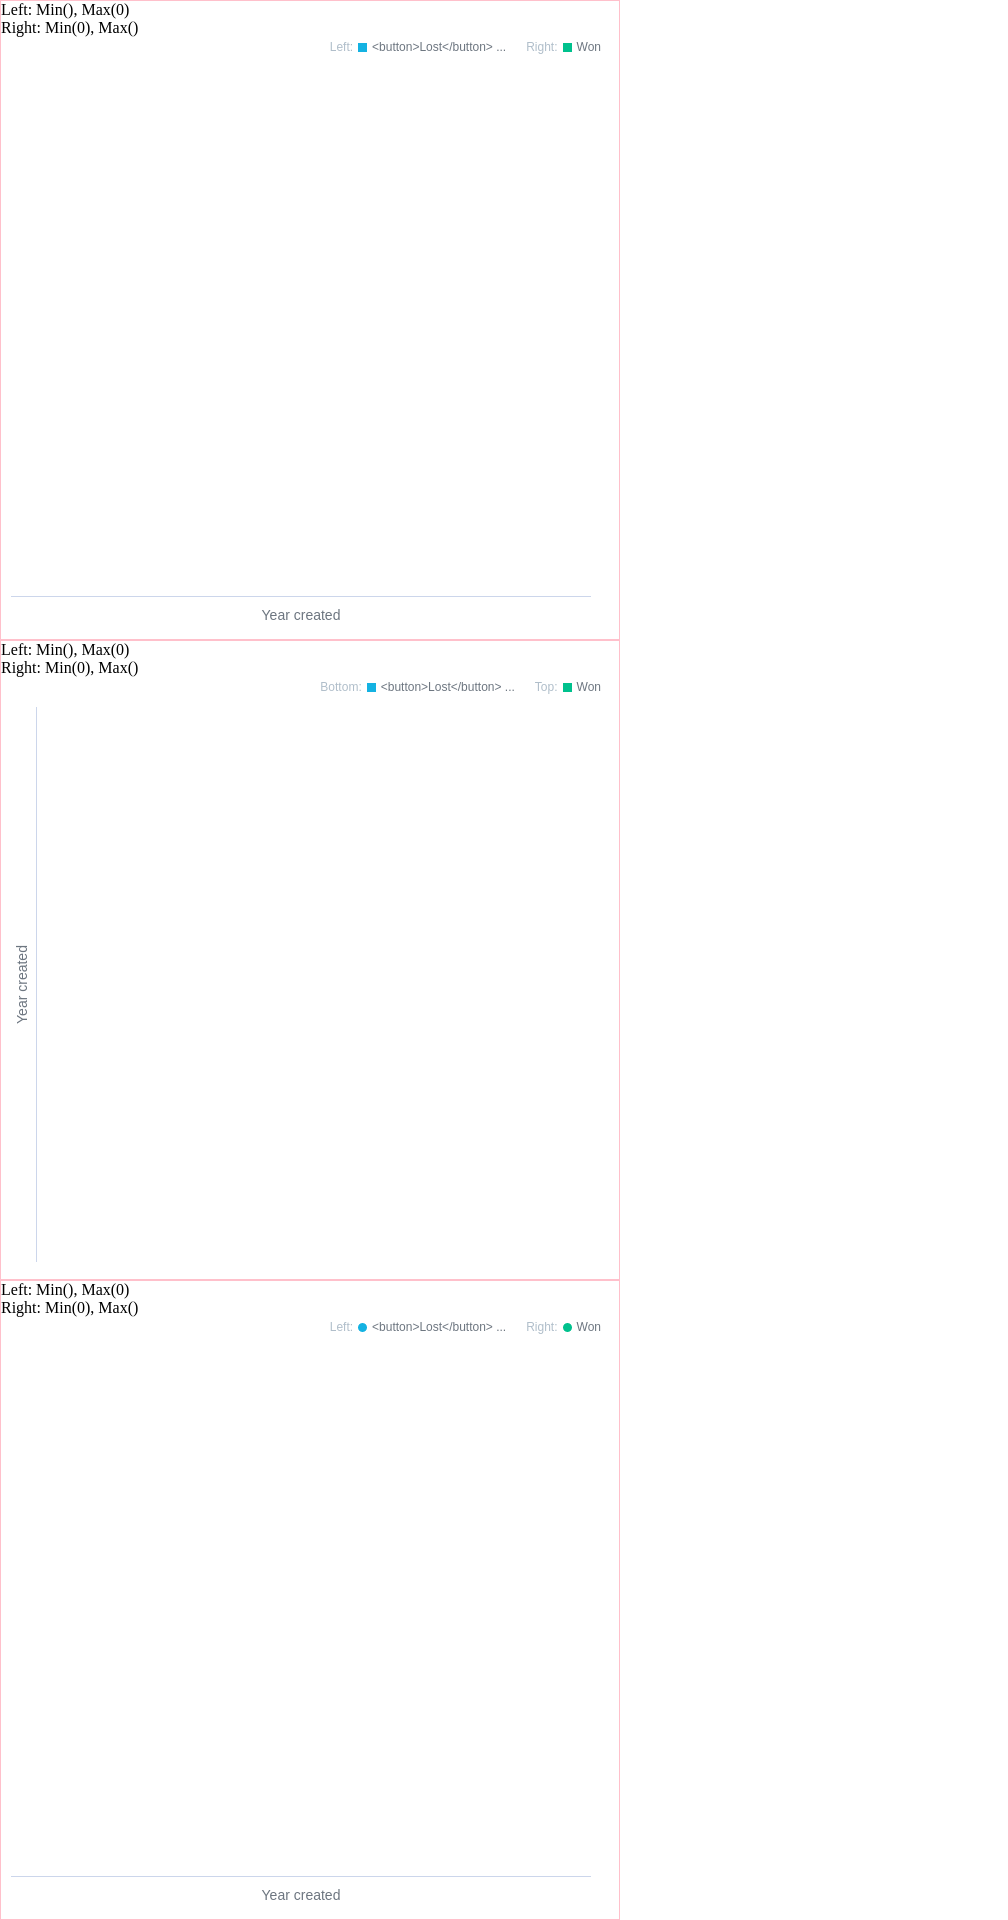 Left: Min(), Max(0)
Right: Min(0), Max()
Left: <button>Lost</button> ... Right: Won
Year created
Left: Min(), Max(0)
Right: Min(0), Max()
Bottom: <button>Lost</button> ... Top: Won
Year created
Left: Min(), Max(0)
Right: Min(0), Max()
Left: <button>Lost</button> ... Right: Won
Year created